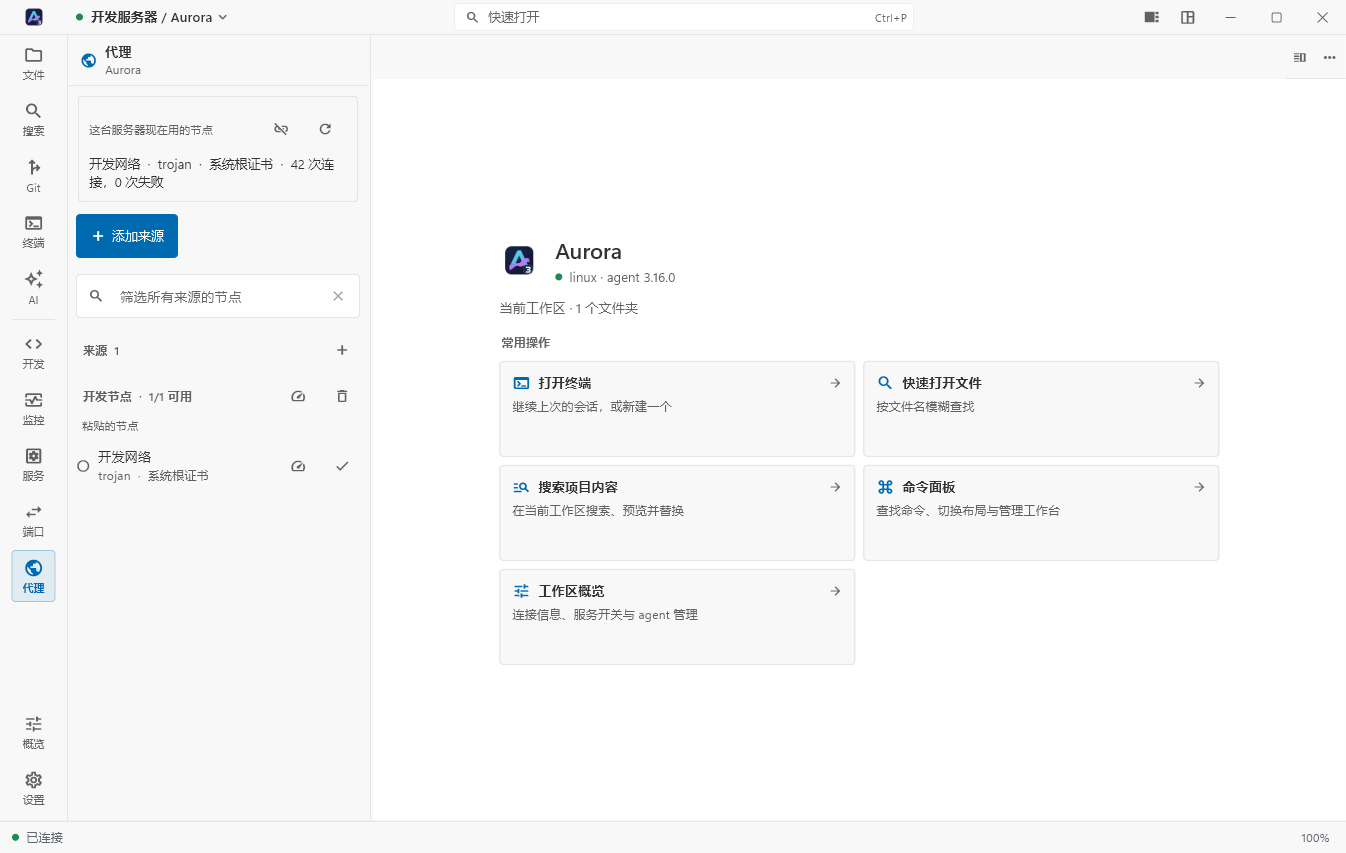 开发服务器 / Aurora
快速打开
Ctrl+P
文件
搜索
Git
终端
AI
开发
监控
服务
端口
代理
概览
设置
代理
Aurora
这台服务器现在用的节点
开发网络 · trojan · 系统根证书 · 42 次连
接，0 次失败
添加来源
筛选所有来源的节点
来源 1
开发节点 · 1/1 可用
粘贴的节点
开发网络
trojan · 系统根证书
3
Aurora
linux · agent 3.16.0
当前工作区 · 1 个文件夹
常用操作
打开终端
继续上次的会话，或新建一个
快速打开文件
按文件名模糊查找
搜索项目内容
在当前工作区搜索、预览并替换
命令面板
查找命令、切换布局与管理工作台
工作区概览
连接信息、服务开关与 agent 管理
已连接
100%